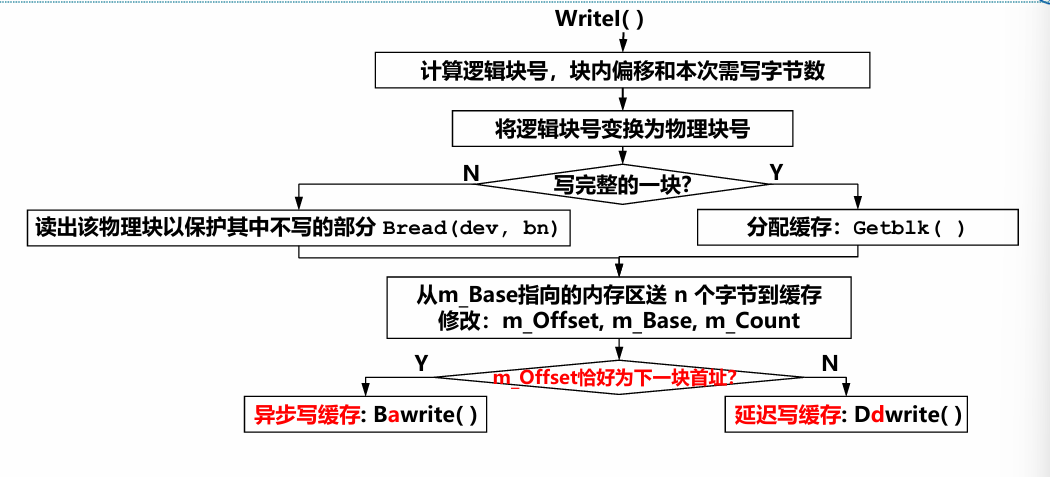 WriteI( )
计算逻辑块号，块内偏移和本次需写字节数
将逻辑块号变换为物理块号
N
写完整的一块?
Y
读出该物理块以保护其中不写的部分 Bread(dev, bn)
分配缓存：Getblk( )
从m_Base指向的内存区送 n 个字节到缓存
修改：m_Offset, m_Base, m_Count
Y
m_Offset恰好为下一块首址?
N
异步写缓存: Bawrite( )
延迟写缓存: Ddwrite( )